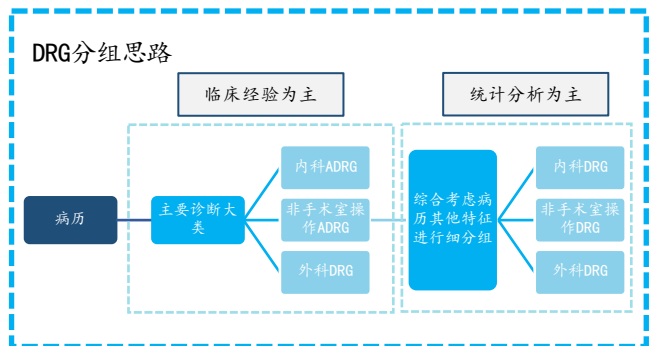 DRG分组思路
临床经验为主
统计分析为主
病历
主要诊断大
类
内科ADRG
非手术室操
作ADRG
外科DRG
综合考虑病
历其他特征
进行细分组
内科DRG
非手术室操
作DRG
外科DRG